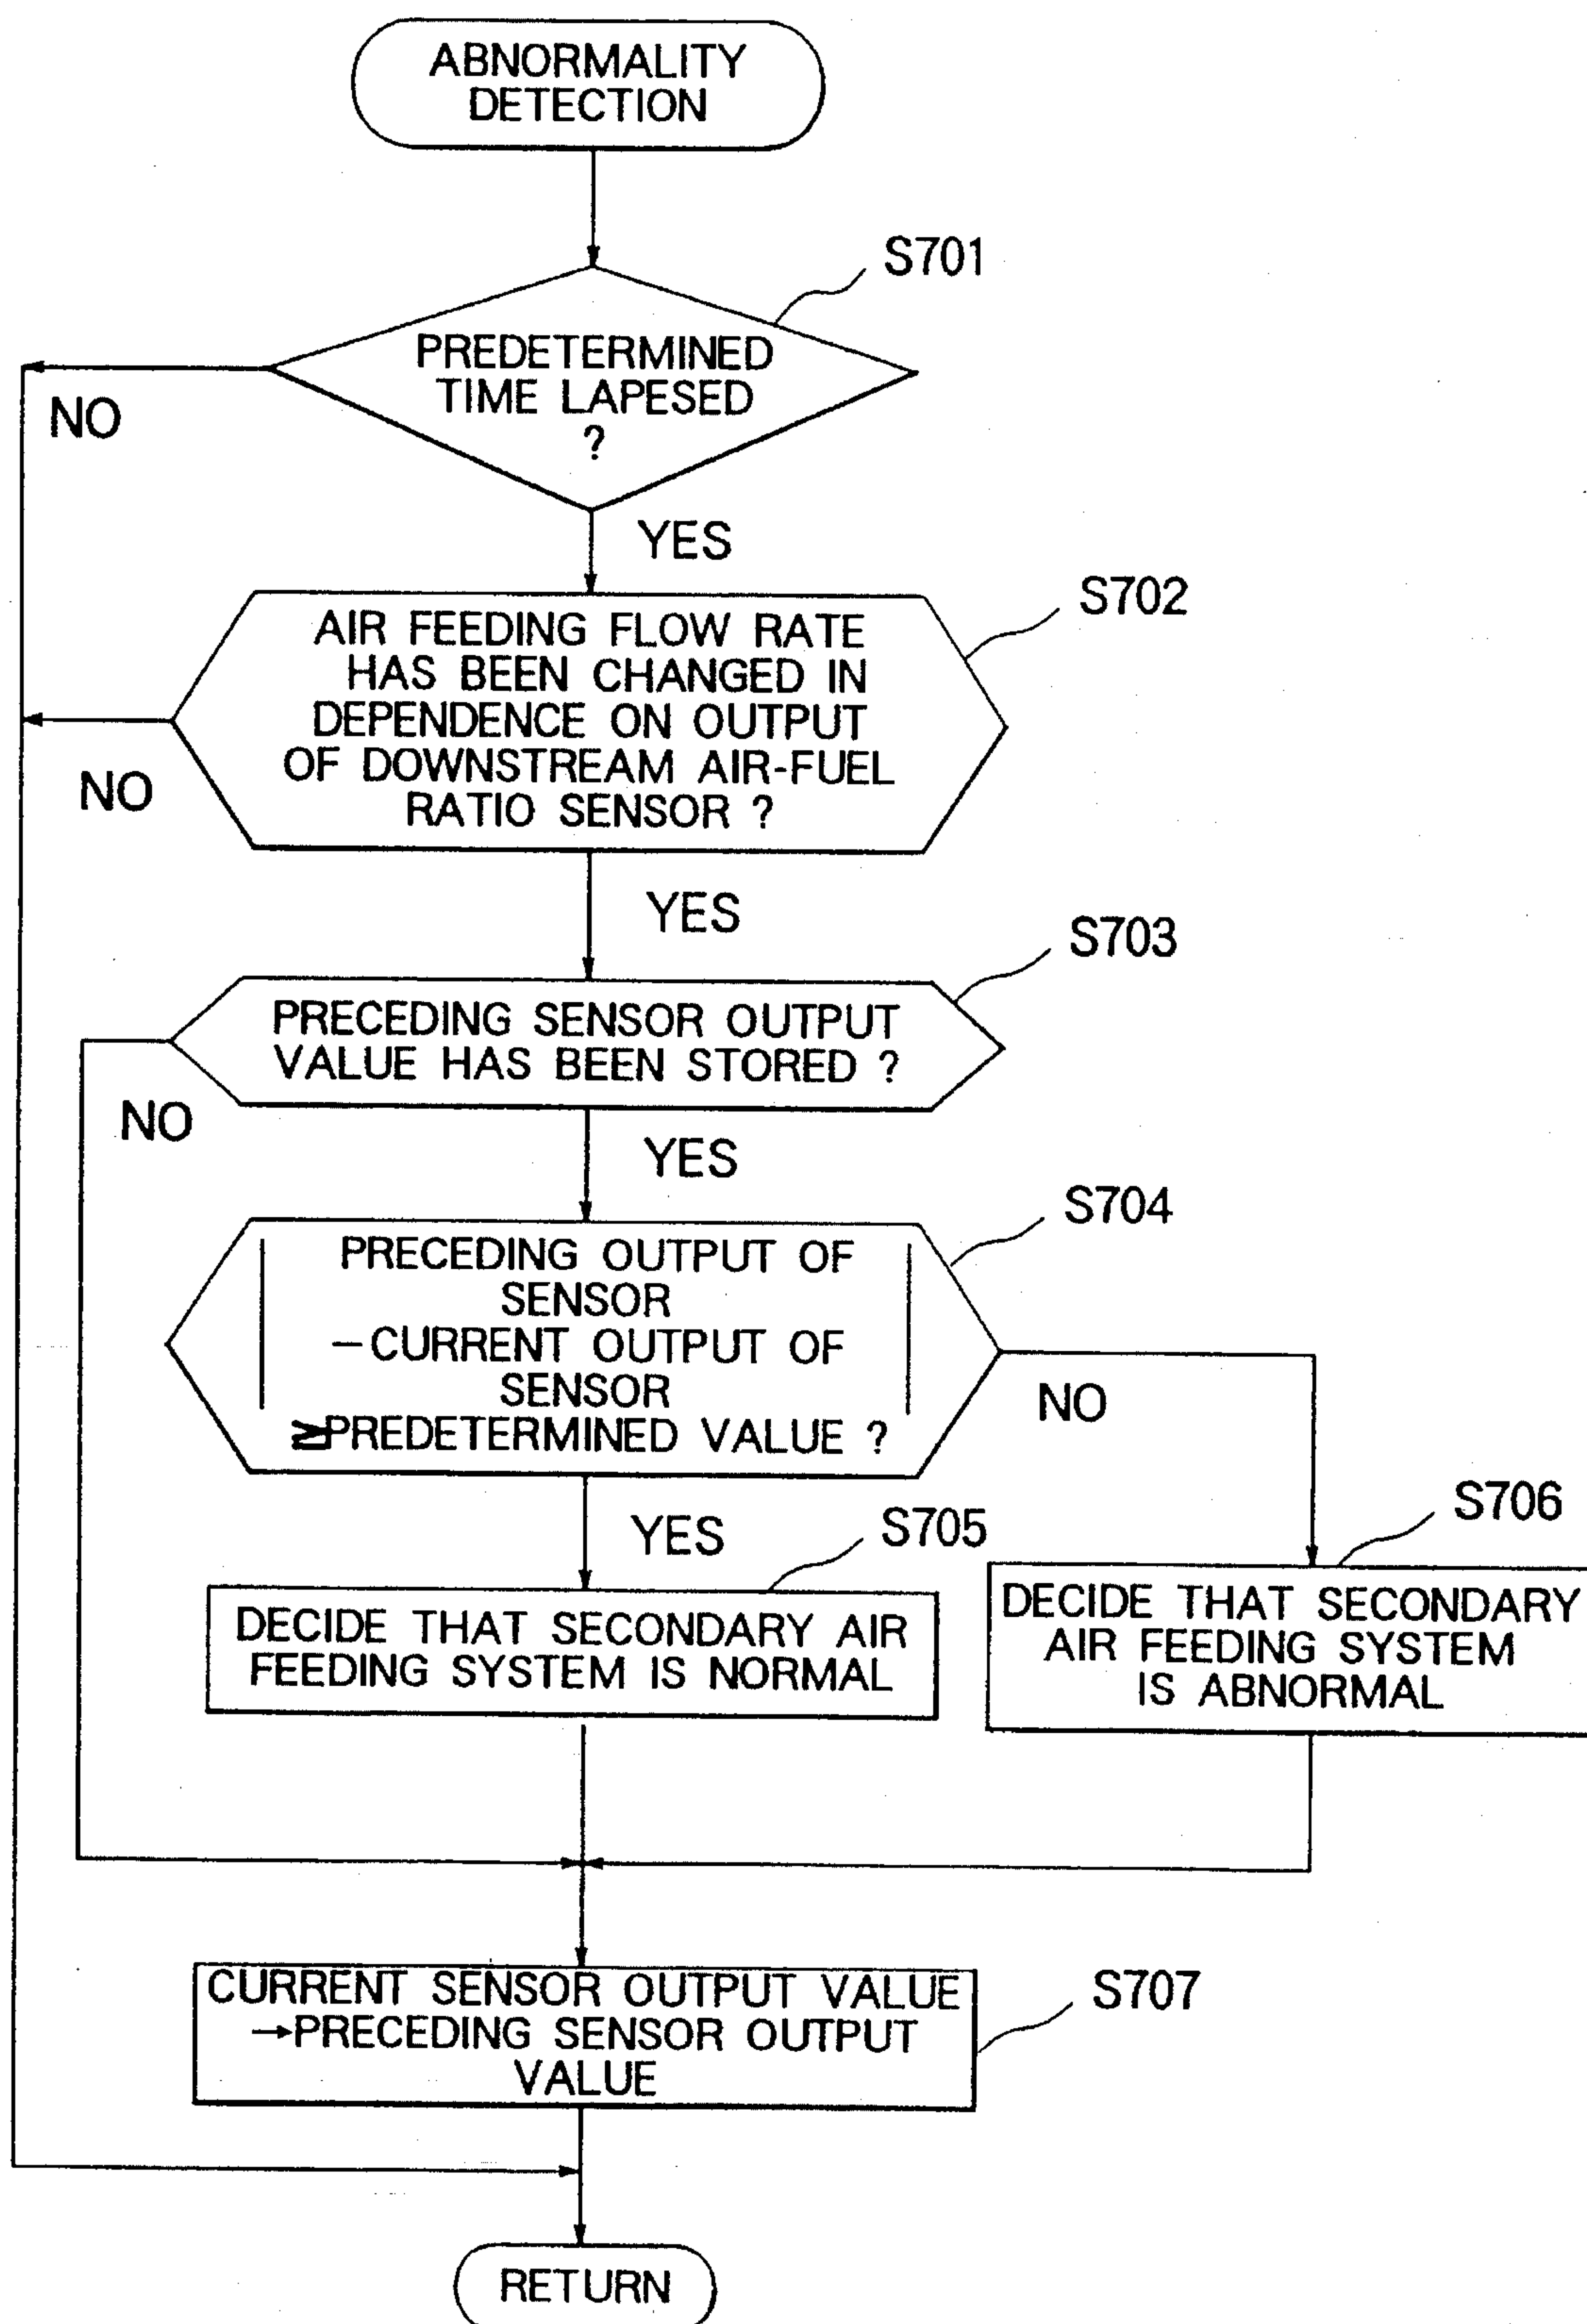 ABNORMALITY
DETECTION
S701
PREDETERMINED
TIME LAPESED
?
NO
YES
S702
AIR FEEDING FLOW RATE
HAS BEEN CHANGED IN
DEPENDENCE ON OUTPUT
OF DOWNSTREAM AIR-FUEL
RATIO SENSOR ?
NO
YES
S703
PRECEDING SENSOR OUTPUT
VALUE HAS BEEN STORED ?
NO
YES
S704
PRECEDING OUTPUT OF
SENSOR
−CURRENT OUTPUT OF
SENSOR
≧PREDETERMINED VALUE ?
NO
YES
S705
S706
DECIDE THAT SECONDARY AIR
FEEDING SYSTEM IS NORMAL
DECIDE THAT SECONDARY
AIR FEEDING SYSTEM
IS ABNORMAL
S707
CURRENT SENSOR OUTPUT VALUE
→PRECEDING SENSOR OUTPUT
VALUE
RETURN